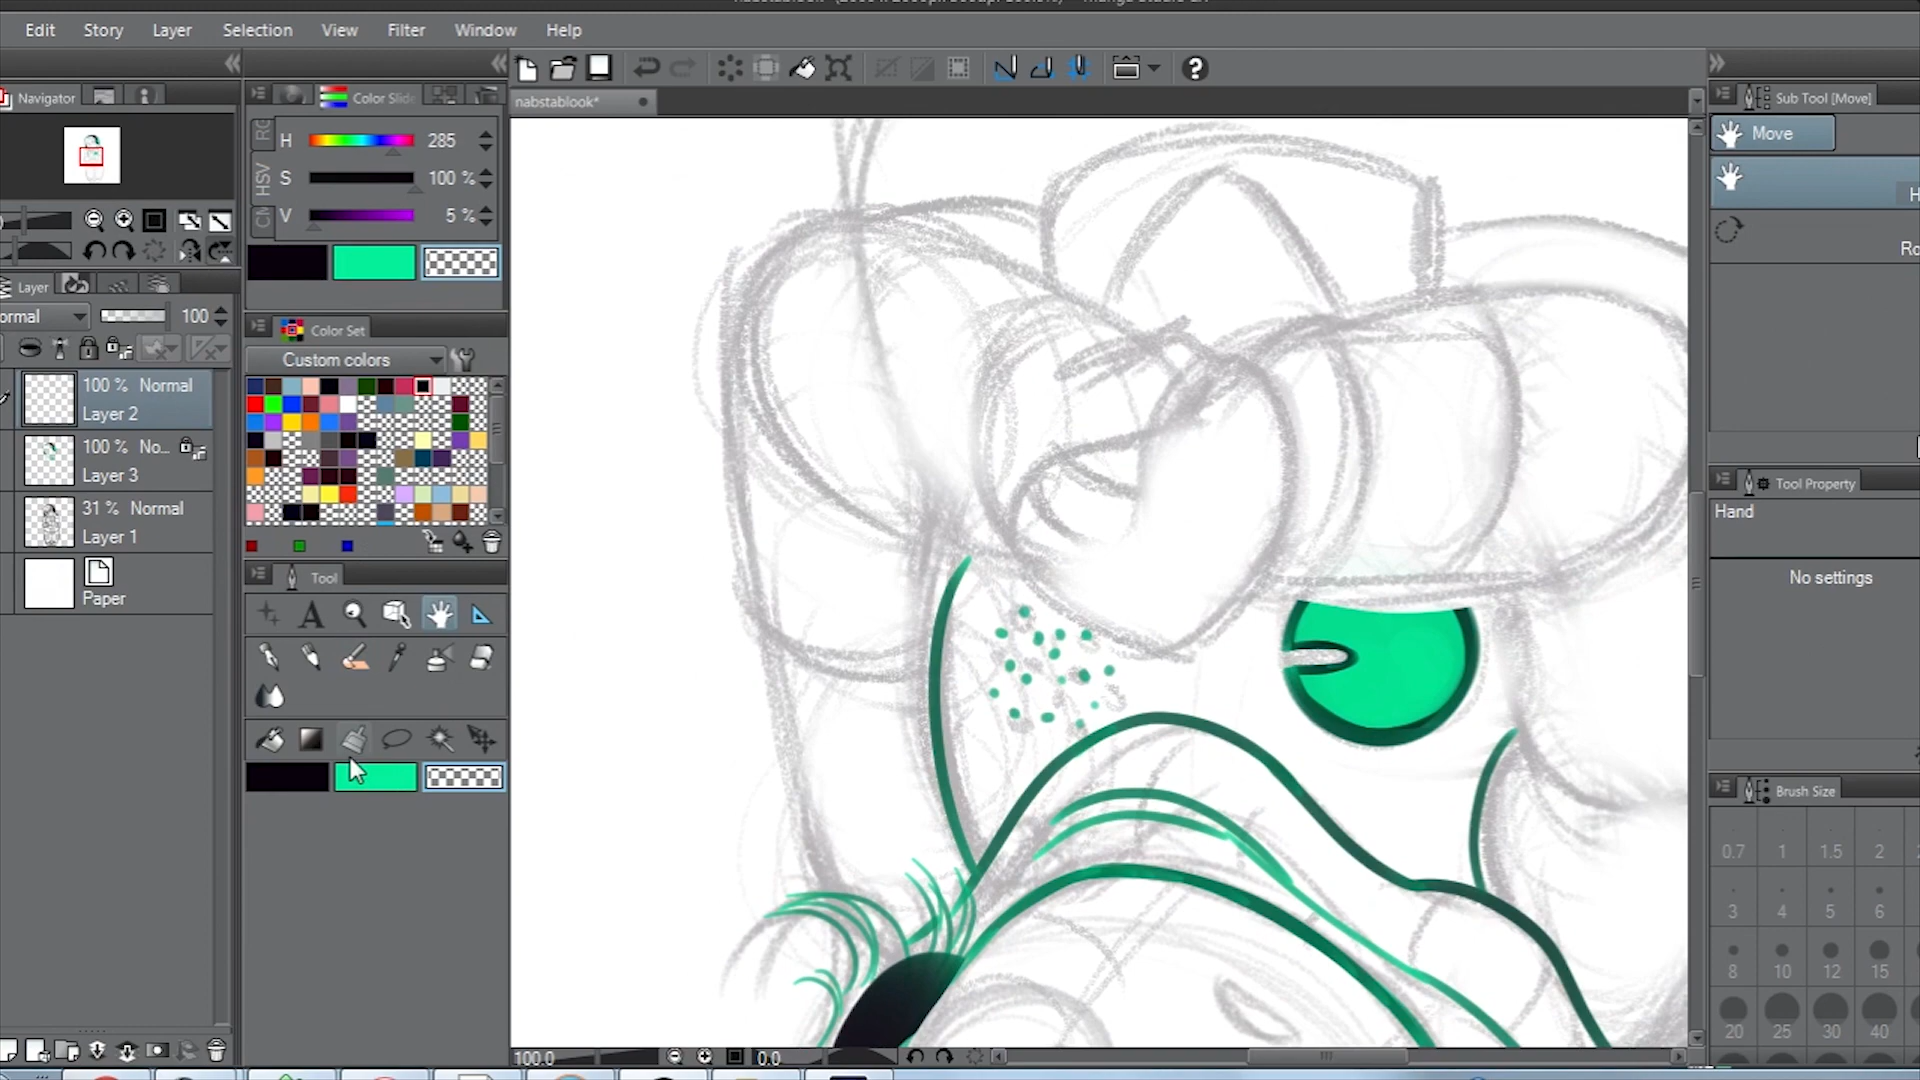 Edit Story Layer Selection View Filter Window Help
Navigator
Color Slide
nabstablook*
Sub Tool [Move]
H 285
S 100 %
V 5 %
HSV
Move
Layer
100
100 % Normal
Layer 2
100 % No...
Layer 3
31 % Normal
Layer 1
Paper
Color Set
Custom colors
Tool
Tool Property
Hand
No settings
Brush Size
0.7 1 1.5 2
3 4 5 6
8 10 12 15
20 25 30 40
100.0 0.0